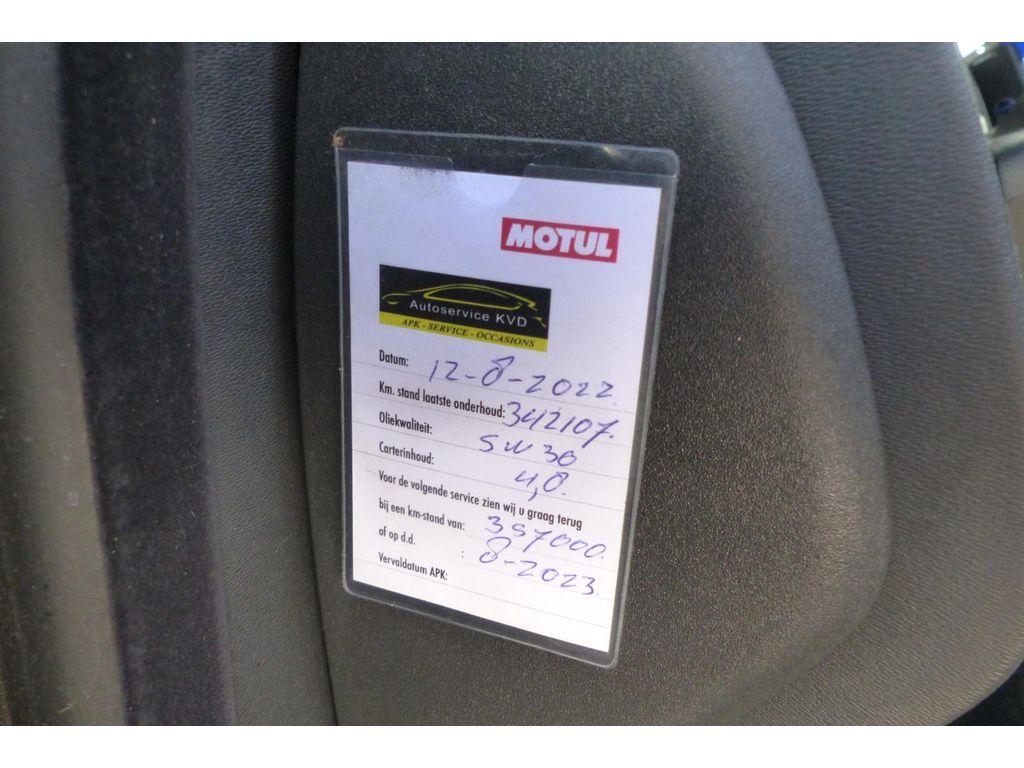 MOTUL
Autoservice KVD
APK - SERVICE - OCCASIONS
Datum: 12-8-2022
Km. stand laatste onderhoud: 342107.
Oliekwaliteit: 5W30
Carterinhoud: 4,8.
Voor de volgende service zien wij u graag terug
bij een km-stand van: 357000.
of op d.d. : 8-2023.
Vervaldatum APK: